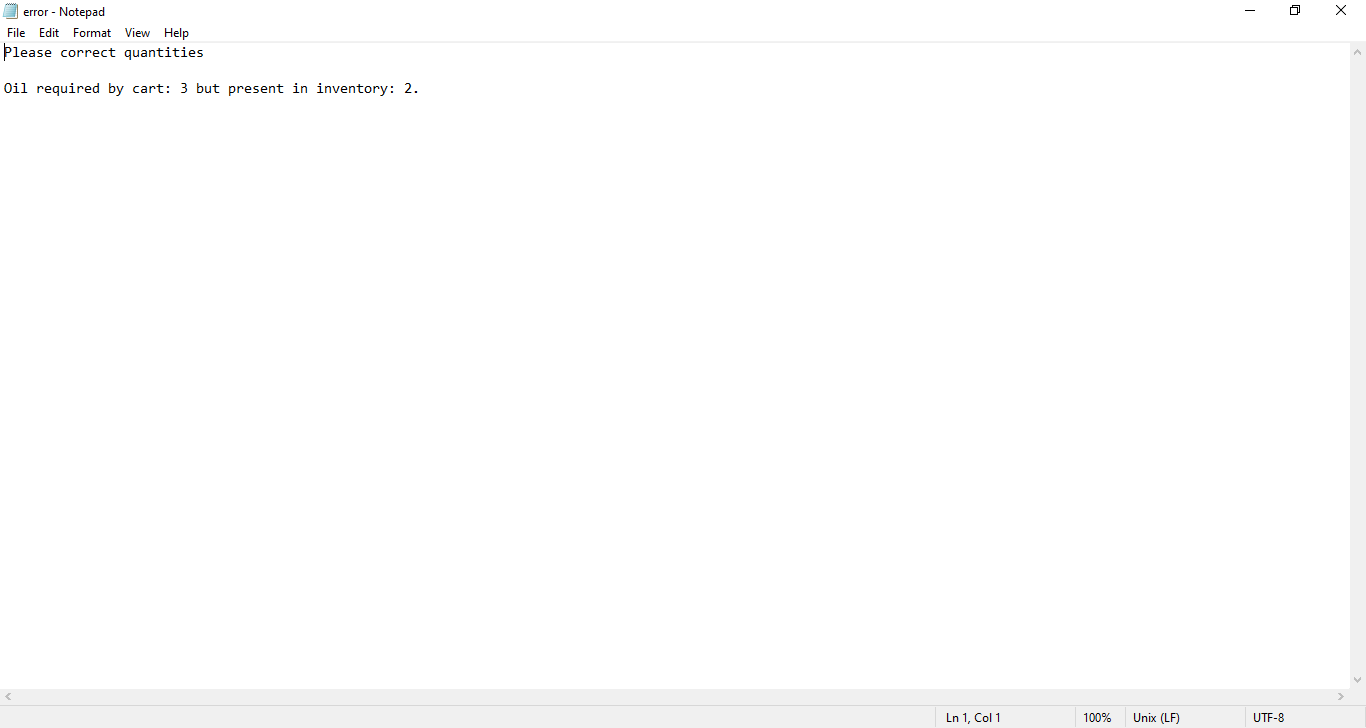 error - Notepad
File Edit Format View Help
Please correct quantities
Oil required by cart: 3 but present in inventory: 2.
Ln 1, Col 1 100% Unix (LF) UTF-8